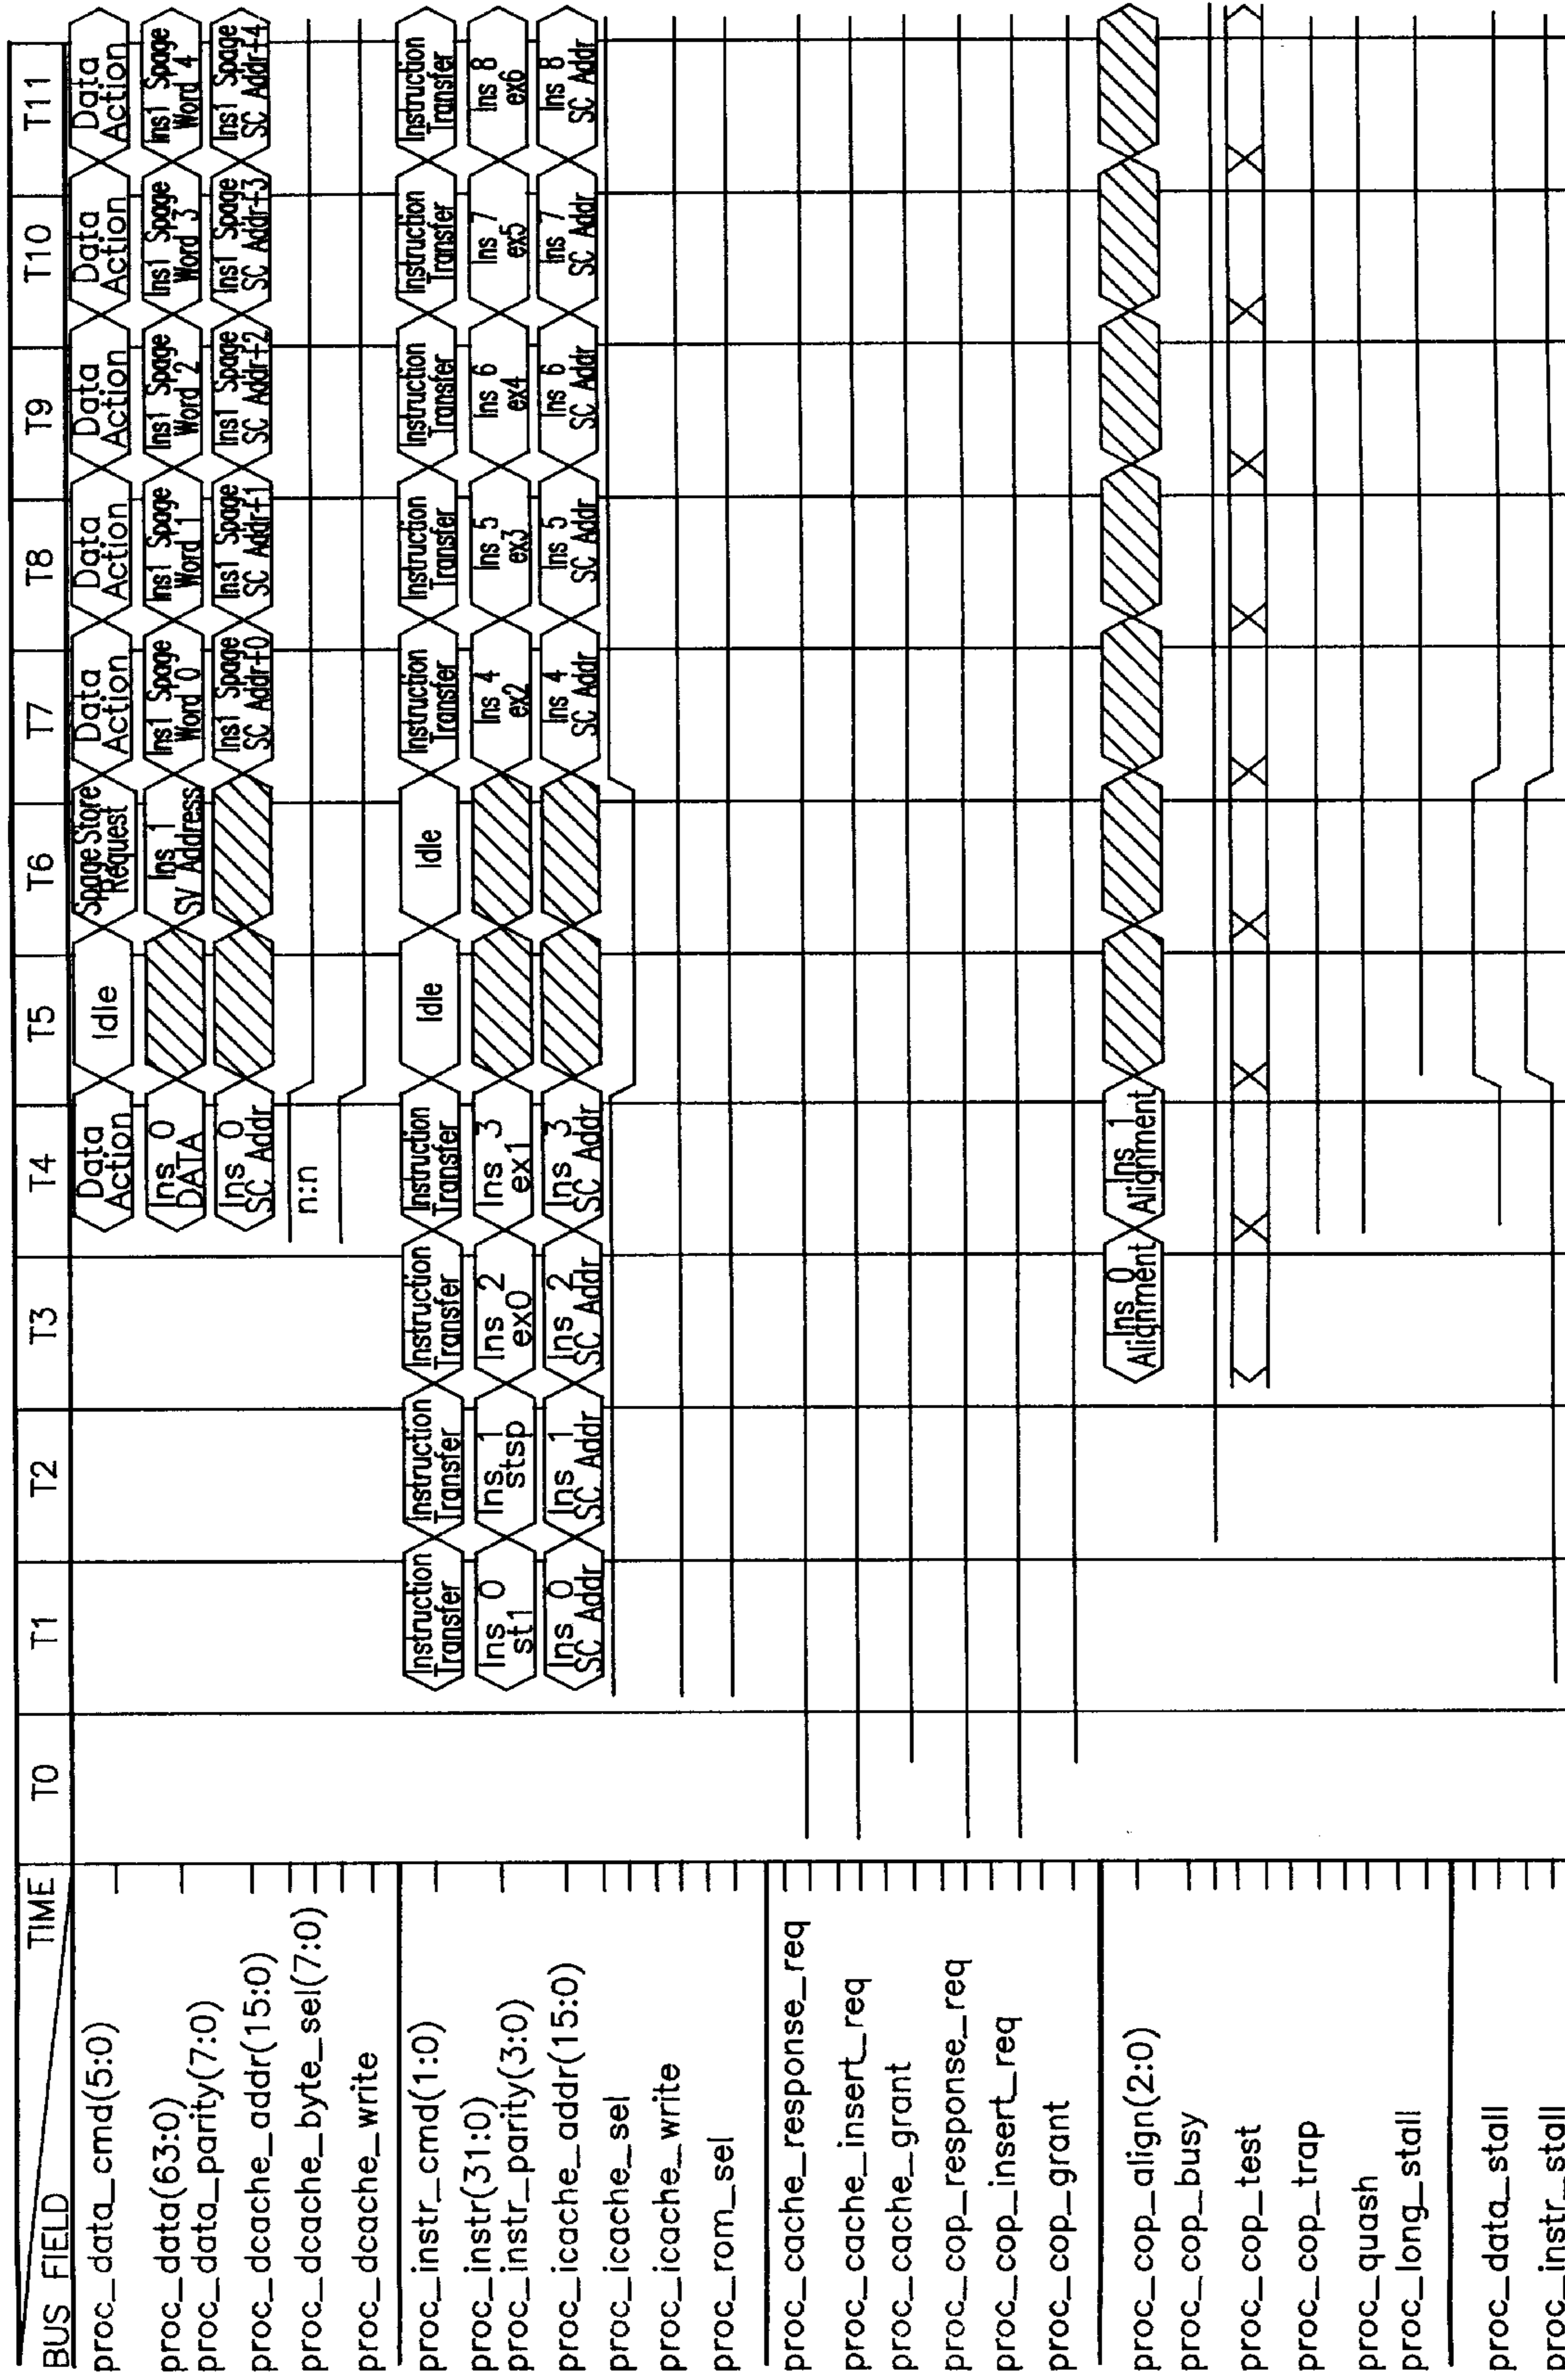 BUS FIELD TIME T0 T1 T2 T3 T4 T5 T6 T7 T8 T9 T10 T11
proc_data_cmd(5:0)
Data Action
Idle
Spage Store Request
Data Action
Data Action
Data Action
Data Action
Data Action
proc_data(63:0)
proc_data_parity(7:0)
Ins 0 DATA
Ins 1 SV Address
Ins1 Spage Word 0
Ins1 Spage Word 1
Ins1 Spage Word 2
Ins1 Spage Word 3
Ins1 Spage Word 4
proc_dcache_addr(15:0)
Ins 0 SC Addr
Ins1 Spage SC Addr+0
Ins1 Spage SC Addr+1
Ins1 Spage SC Addr+2
Ins1 Spage SC Addr+3
Ins1 Spage SC Addr+4
proc_dcache_byte_sel(7:0)
n:n
proc_dcache_write
proc_instr_cmd(1:0)
Instruction Transfer
Instruction Transfer
Instruction Transfer
Instruction Transfer
Idle
Idle
Instruction Transfer
Instruction Transfer
Instruction Transfer
Instruction Transfer
Instruction Transfer
proc_instr(31:0)
proc_instr_parity(3:0)
Ins 0 st1
Ins 1 stsp
Ins 2 ex0
Ins 3 ex1
Ins 4 ex2
Ins 5 ex3
Ins 6 ex4
Ins 7 ex5
Ins 8 ex6
proc_icache_addr(15:0)
Ins 0 SC Addr
Ins 1 SC Addr
Ins 2 SC Addr
Ins 3 SC Addr
Ins 4 SC Addr
Ins 5 SC Addr
Ins 6 SC Addr
Ins 7 SC Addr
Ins 8 SC Addr
proc_icache_sel
proc_icache_write
proc_rom_sel
proc_cache_response_req
proc_cache_insert_req
proc_cache_grant
proc_cop_response_req
proc_cop_insert_req
proc_cop_grant
proc_cop_align(2:0)
Ins 0 Alignment
Ins 1 Alignment
proc_cop_busy
proc_cop_test
proc_cop_trap
proc_quash
proc_long_stall
proc_data_stall
proc_instr_stall